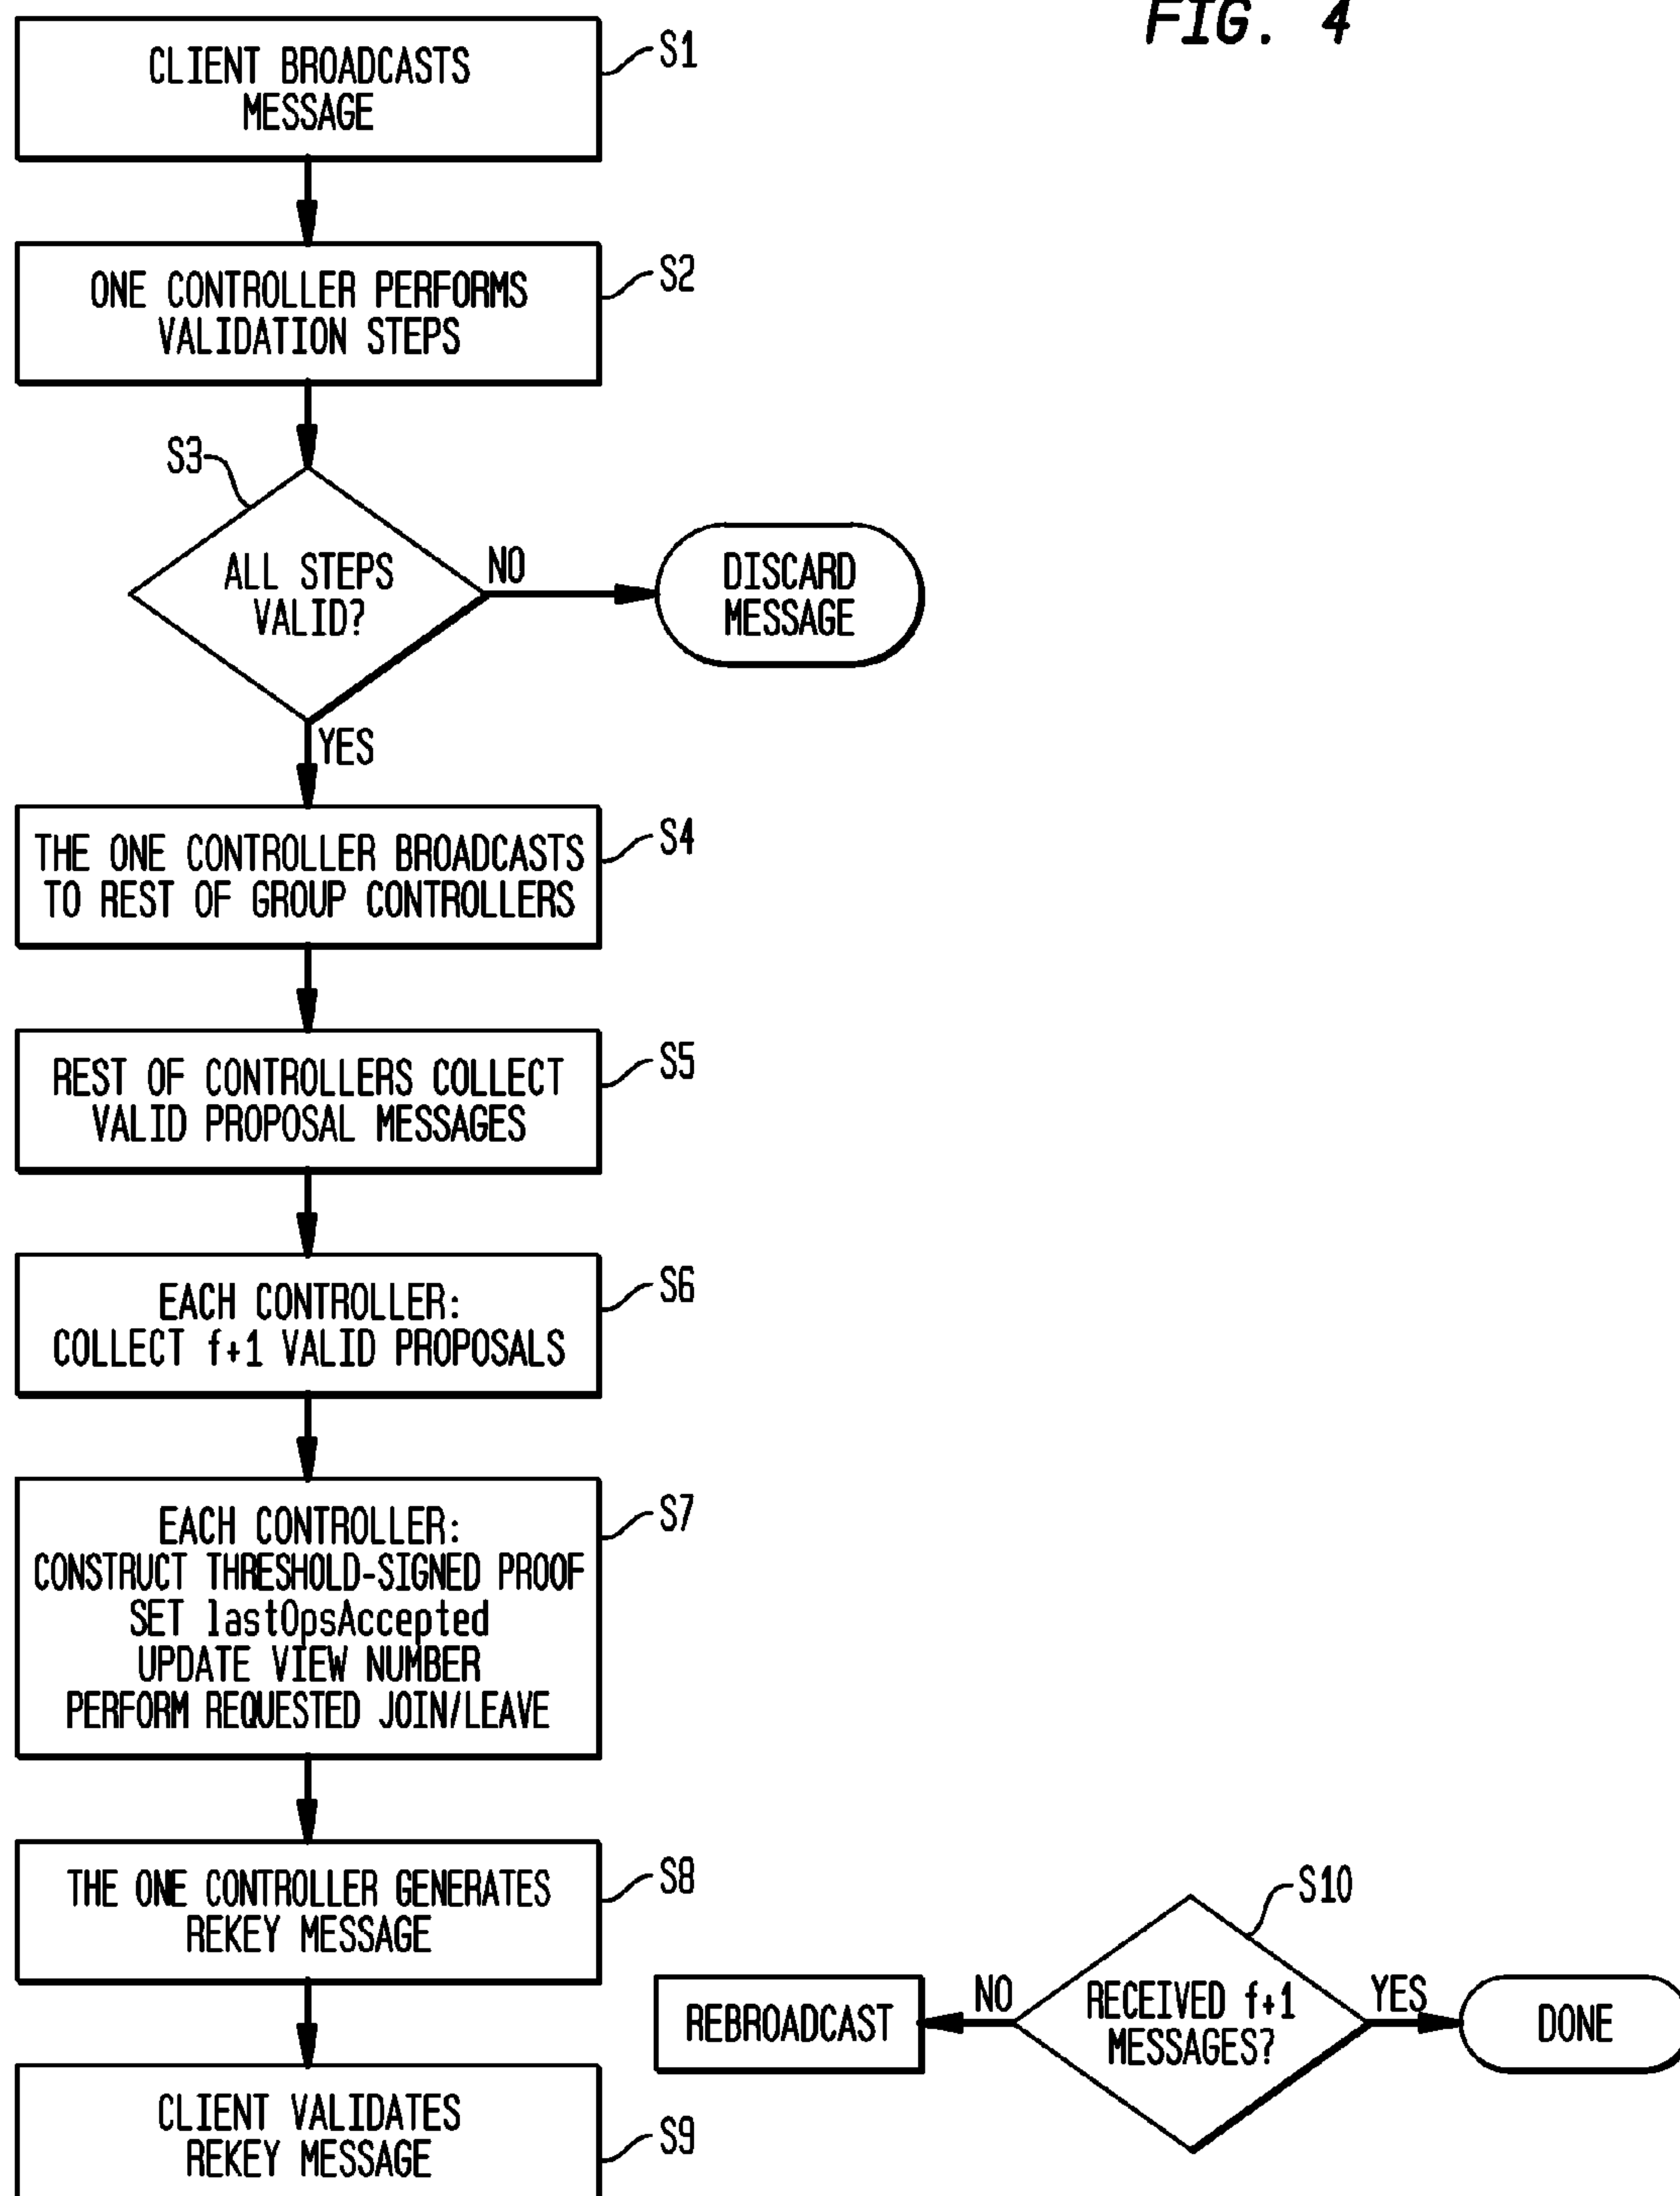 FIG. 4
CLIENT BROADCASTS
MESSAGE
S1
ONE CONTROLLER PERFORMS
VALIDATION STEPS
S2
S3
ALL STEPS
VALID?
NO
DISCARD
MESSAGE
YES
THE ONE CONTROLLER BROADCASTS
TO REST OF GROUP CONTROLLERS
S4
REST OF CONTROLLERS COLLECT
VALID PROPOSAL MESSAGES
S5
EACH CONTROLLER:
COLLECT f+1 VALID PROPOSALS
S6
EACH CONTROLLER:
CONSTRUCT THRESHOLD-SIGNED PROOF
SET lastOpsAccepted
UPDATE VIEW NUMBER
PERFORM REQUESTED JOIN/LEAVE
S7
THE ONE CONTROLLER GENERATES
REKEY MESSAGE
S8
CLIENT VALIDATES
REKEY MESSAGE
S9
S10
RECEIVED f+1
MESSAGES?
NO
REBROADCAST
YES
DONE